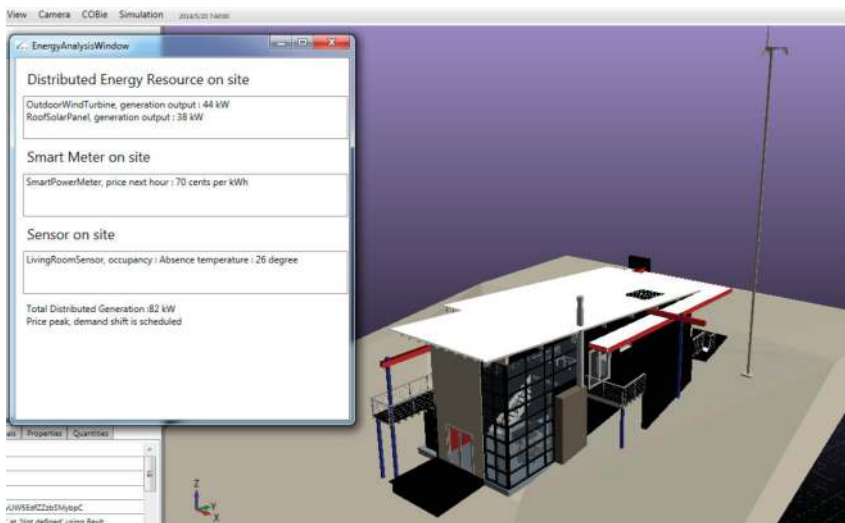 View Camera COBie Simulation
EnergyAnalysisWindow
Distributed Energy Resource on site
OutdoorWindTurbine, generation output : 44 kW
RoofSolarPanel, generation output : 38 kW
Smart Meter on site
SmartPowerMeter, price next hour : 70 cents per kWh
Sensor on site
LivingRoomSensor, occupancy : Absence temperature : 26 degree
Total Distributed Generation :82 kW
Price peak, demand shift is scheduled
Properties Quantities
Z
Y
X